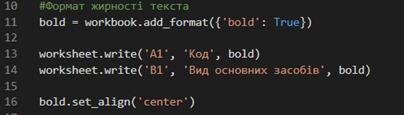 10 #Формат жирності текста
11 bold = workbook.add_format({'bold': True})
12
13 worksheet.write('A1', 'Код', bold)
14 worksheet.write('B1', 'Вид основних засобів', bold)
15
16 bold.set_align('center')
17